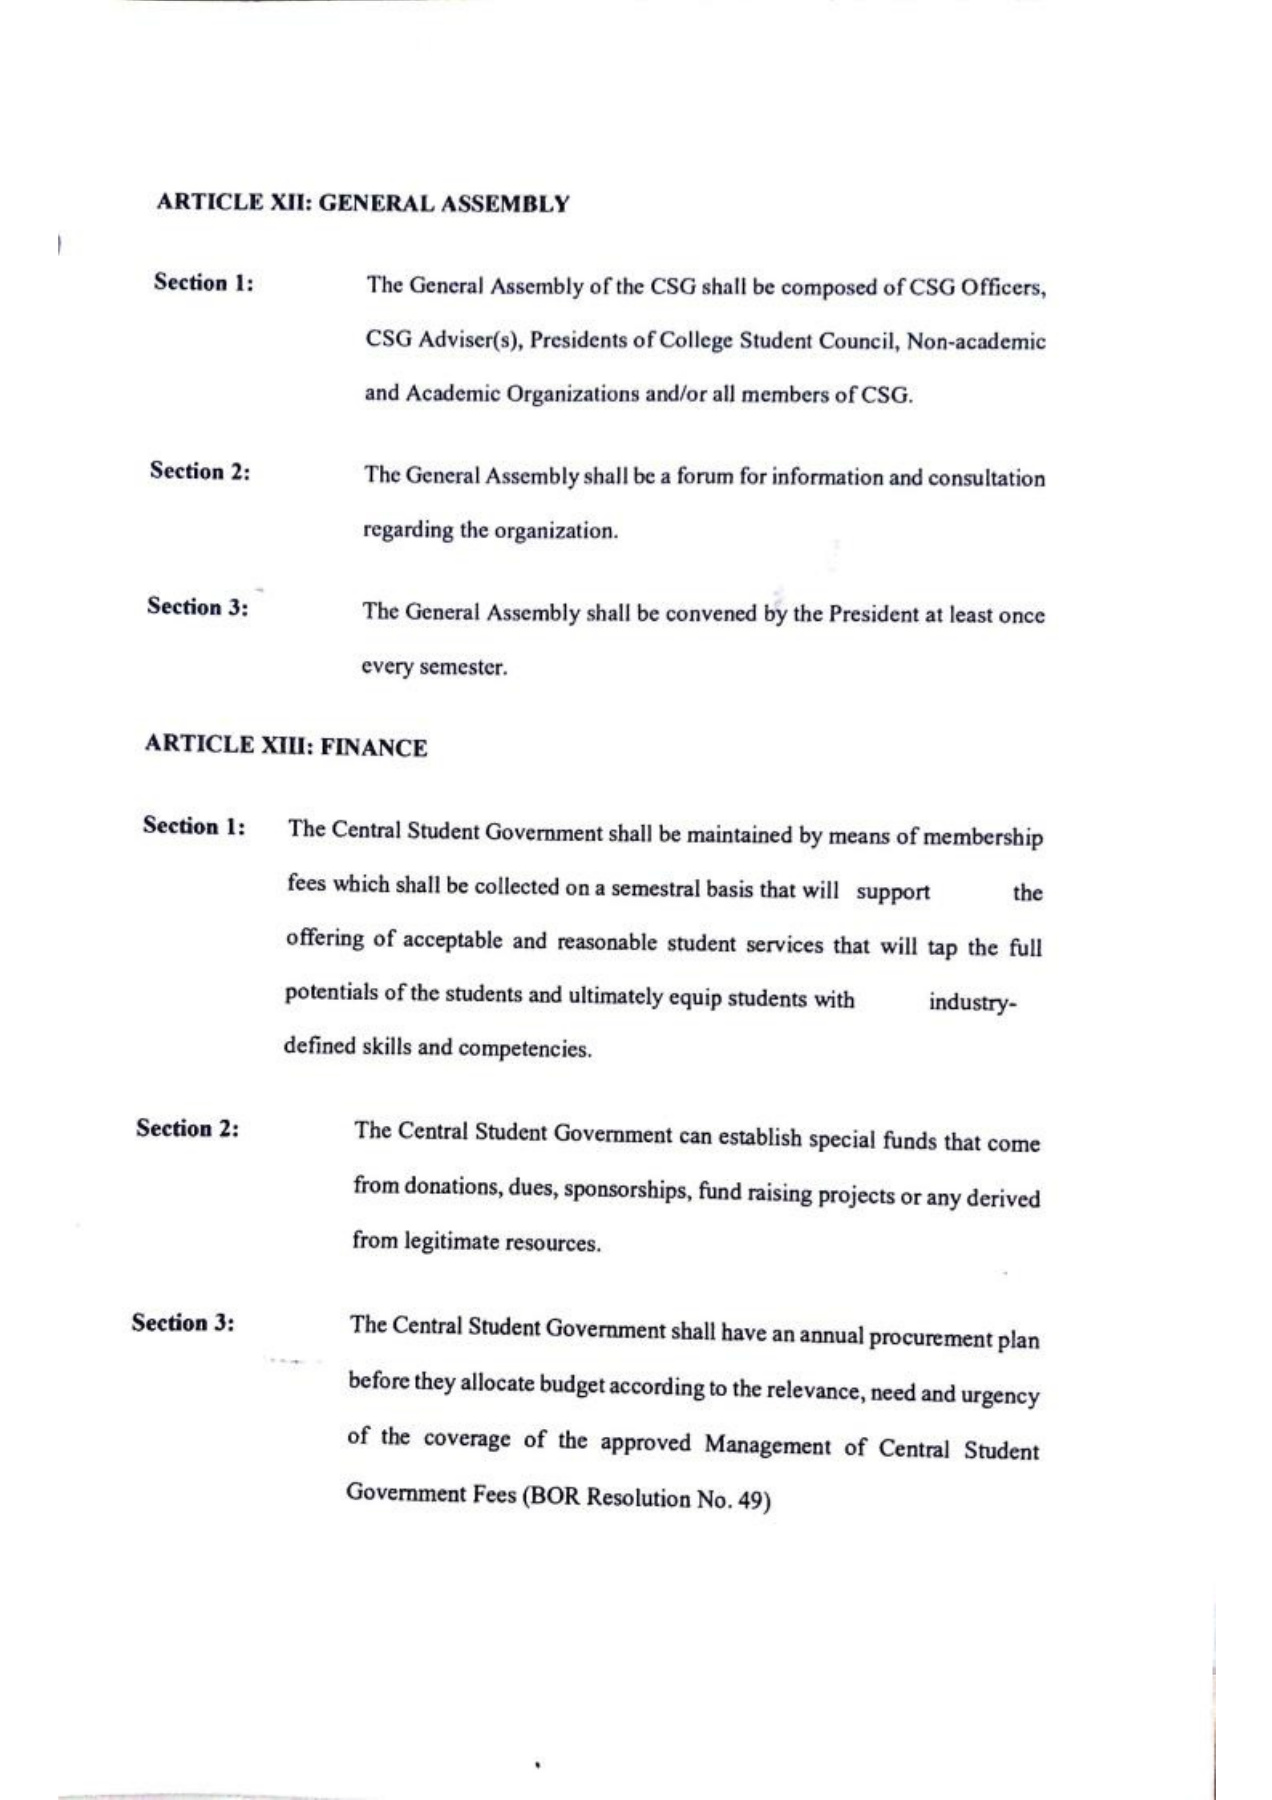 ARTICLE XII: GENERAL ASSEMBLY
Section 1: The General Assembly of the CSG shall be composed of CSG Officers,
CSG Adviser(s), Presidents of College Student Council, Non-academic
and Academic Organizations and/or all members of CSG.
Section 2: The General Assembly shall be a forum for information and consultation
regarding the organization.
Section 3: The General Assembly shall be convened by the President at least once
every semester.
ARTICLE XIII: FINANCE
Section 1: The Central Student Government shall be maintained by means of membership
fees which shall be collected on a semestral basis that will support the
offering of acceptable and reasonable student services that will tap the full
potentials of the students and ultimately equip students with industry-
defined skills and competencies.
Section 2: The Central Student Government can establish special funds that come
from donations, dues, sponsorships, fund raising projects or any derived
from legitimate resources.
Section 3: The Central Student Government shall have an annual procurement plan
before they allocate budget according to the relevance, need and urgency
of the coverage of the approved Management of Central Student
Government Fees (BOR Resolution No. 49)